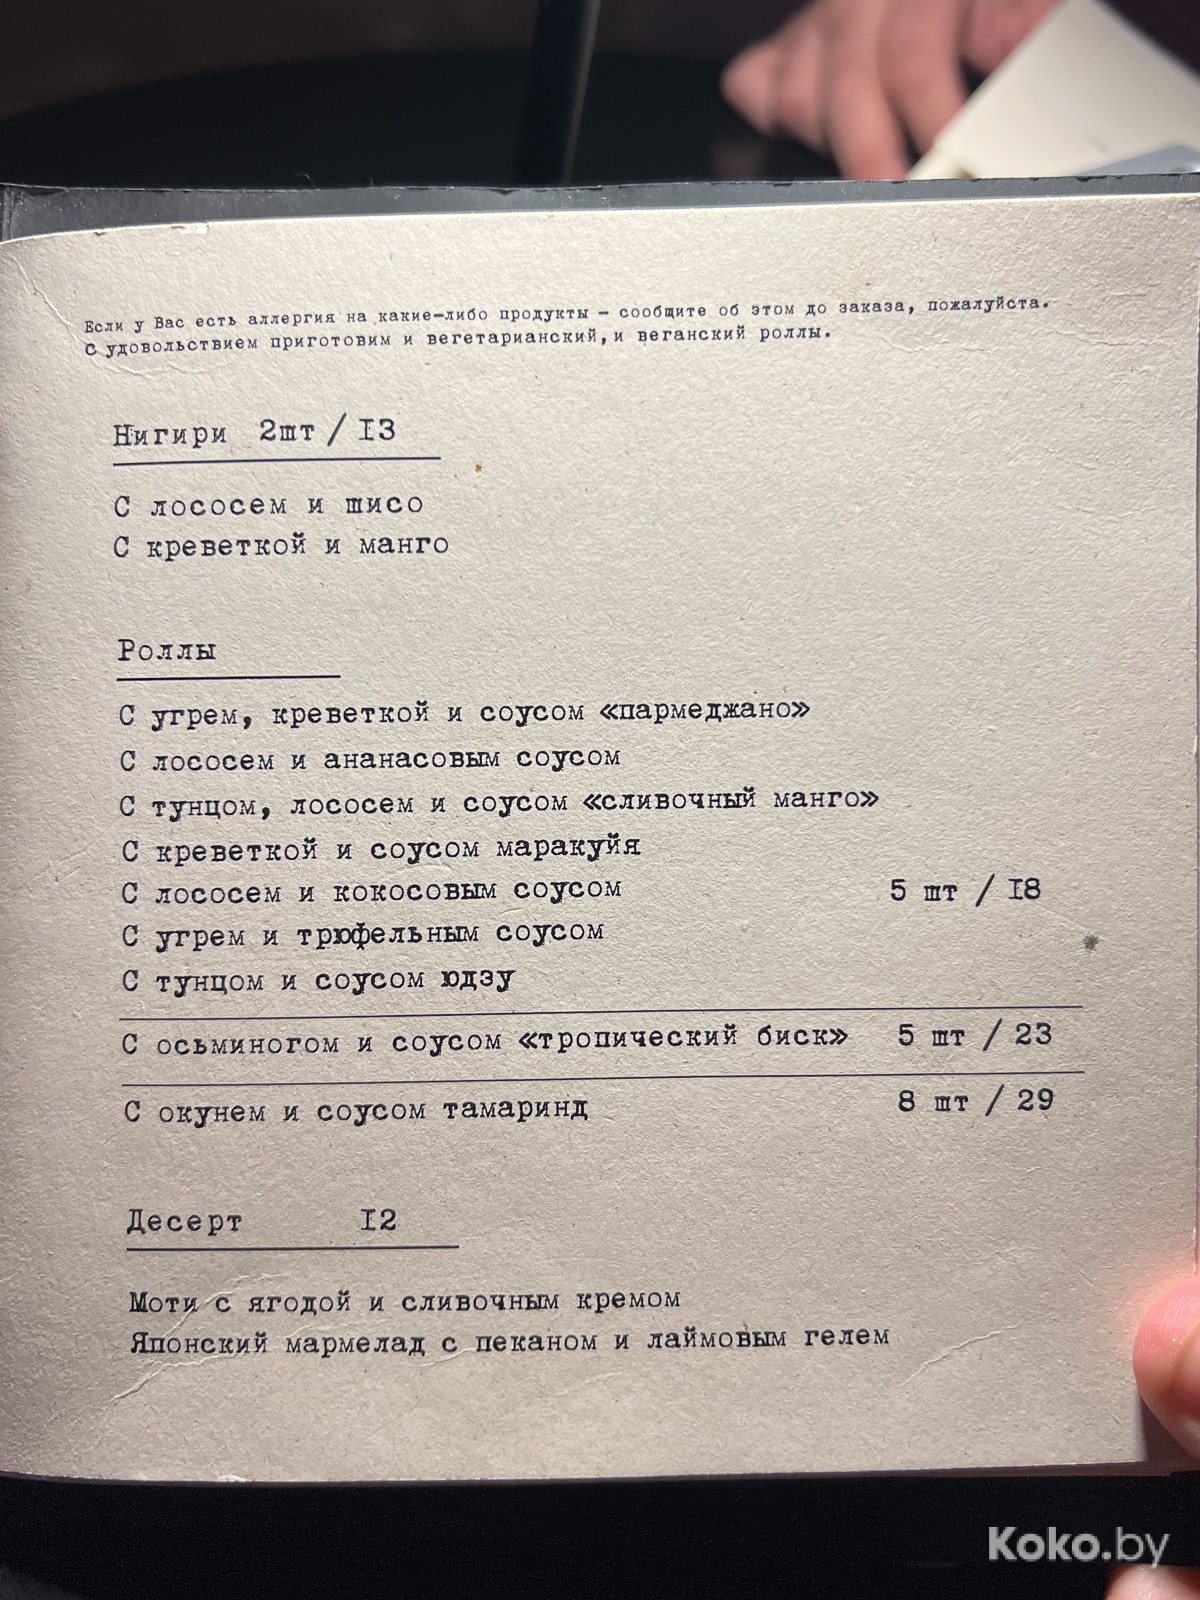 Если у Вас есть аллергия на какие-либо продукты - сообщите об этом до заказа, пожалуйста.
С удовольствием приготовим и вегетарианский, и веганский роллы.
Нигири 2шт / I3
С лососем и шисо
С креветкой и манго
Роллы
С угрем, креветкой и соусом «пармеджано»
С лососем и ананасовым соусом
С тунцом, лососем и соусом «сливочный манго»
С креветкой и соусом маракуйя
С лососем и кокосовым соусом 5 шт / I8
С угрем и трюфельным соусом
С тунцом и соусом юдзу
С осьминогом и соусом «тропический биск» 5 шт / 23
С окунем и соусом тамаринд 8 шт / 29
Десерт I2
Моти с ягодой и сливочным кремом
Японский мармелад с пеканом и лаймовым гелем
Koko.by